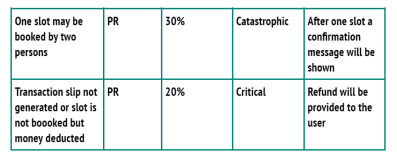 One slot may be PR 30% Catastrophic After one slot a
booked by two confirmation
persons message will be
shown
Transaction slip not PR 20% Critical Refund will be
generated or slot is provided to the
not boooked but user
money deducted